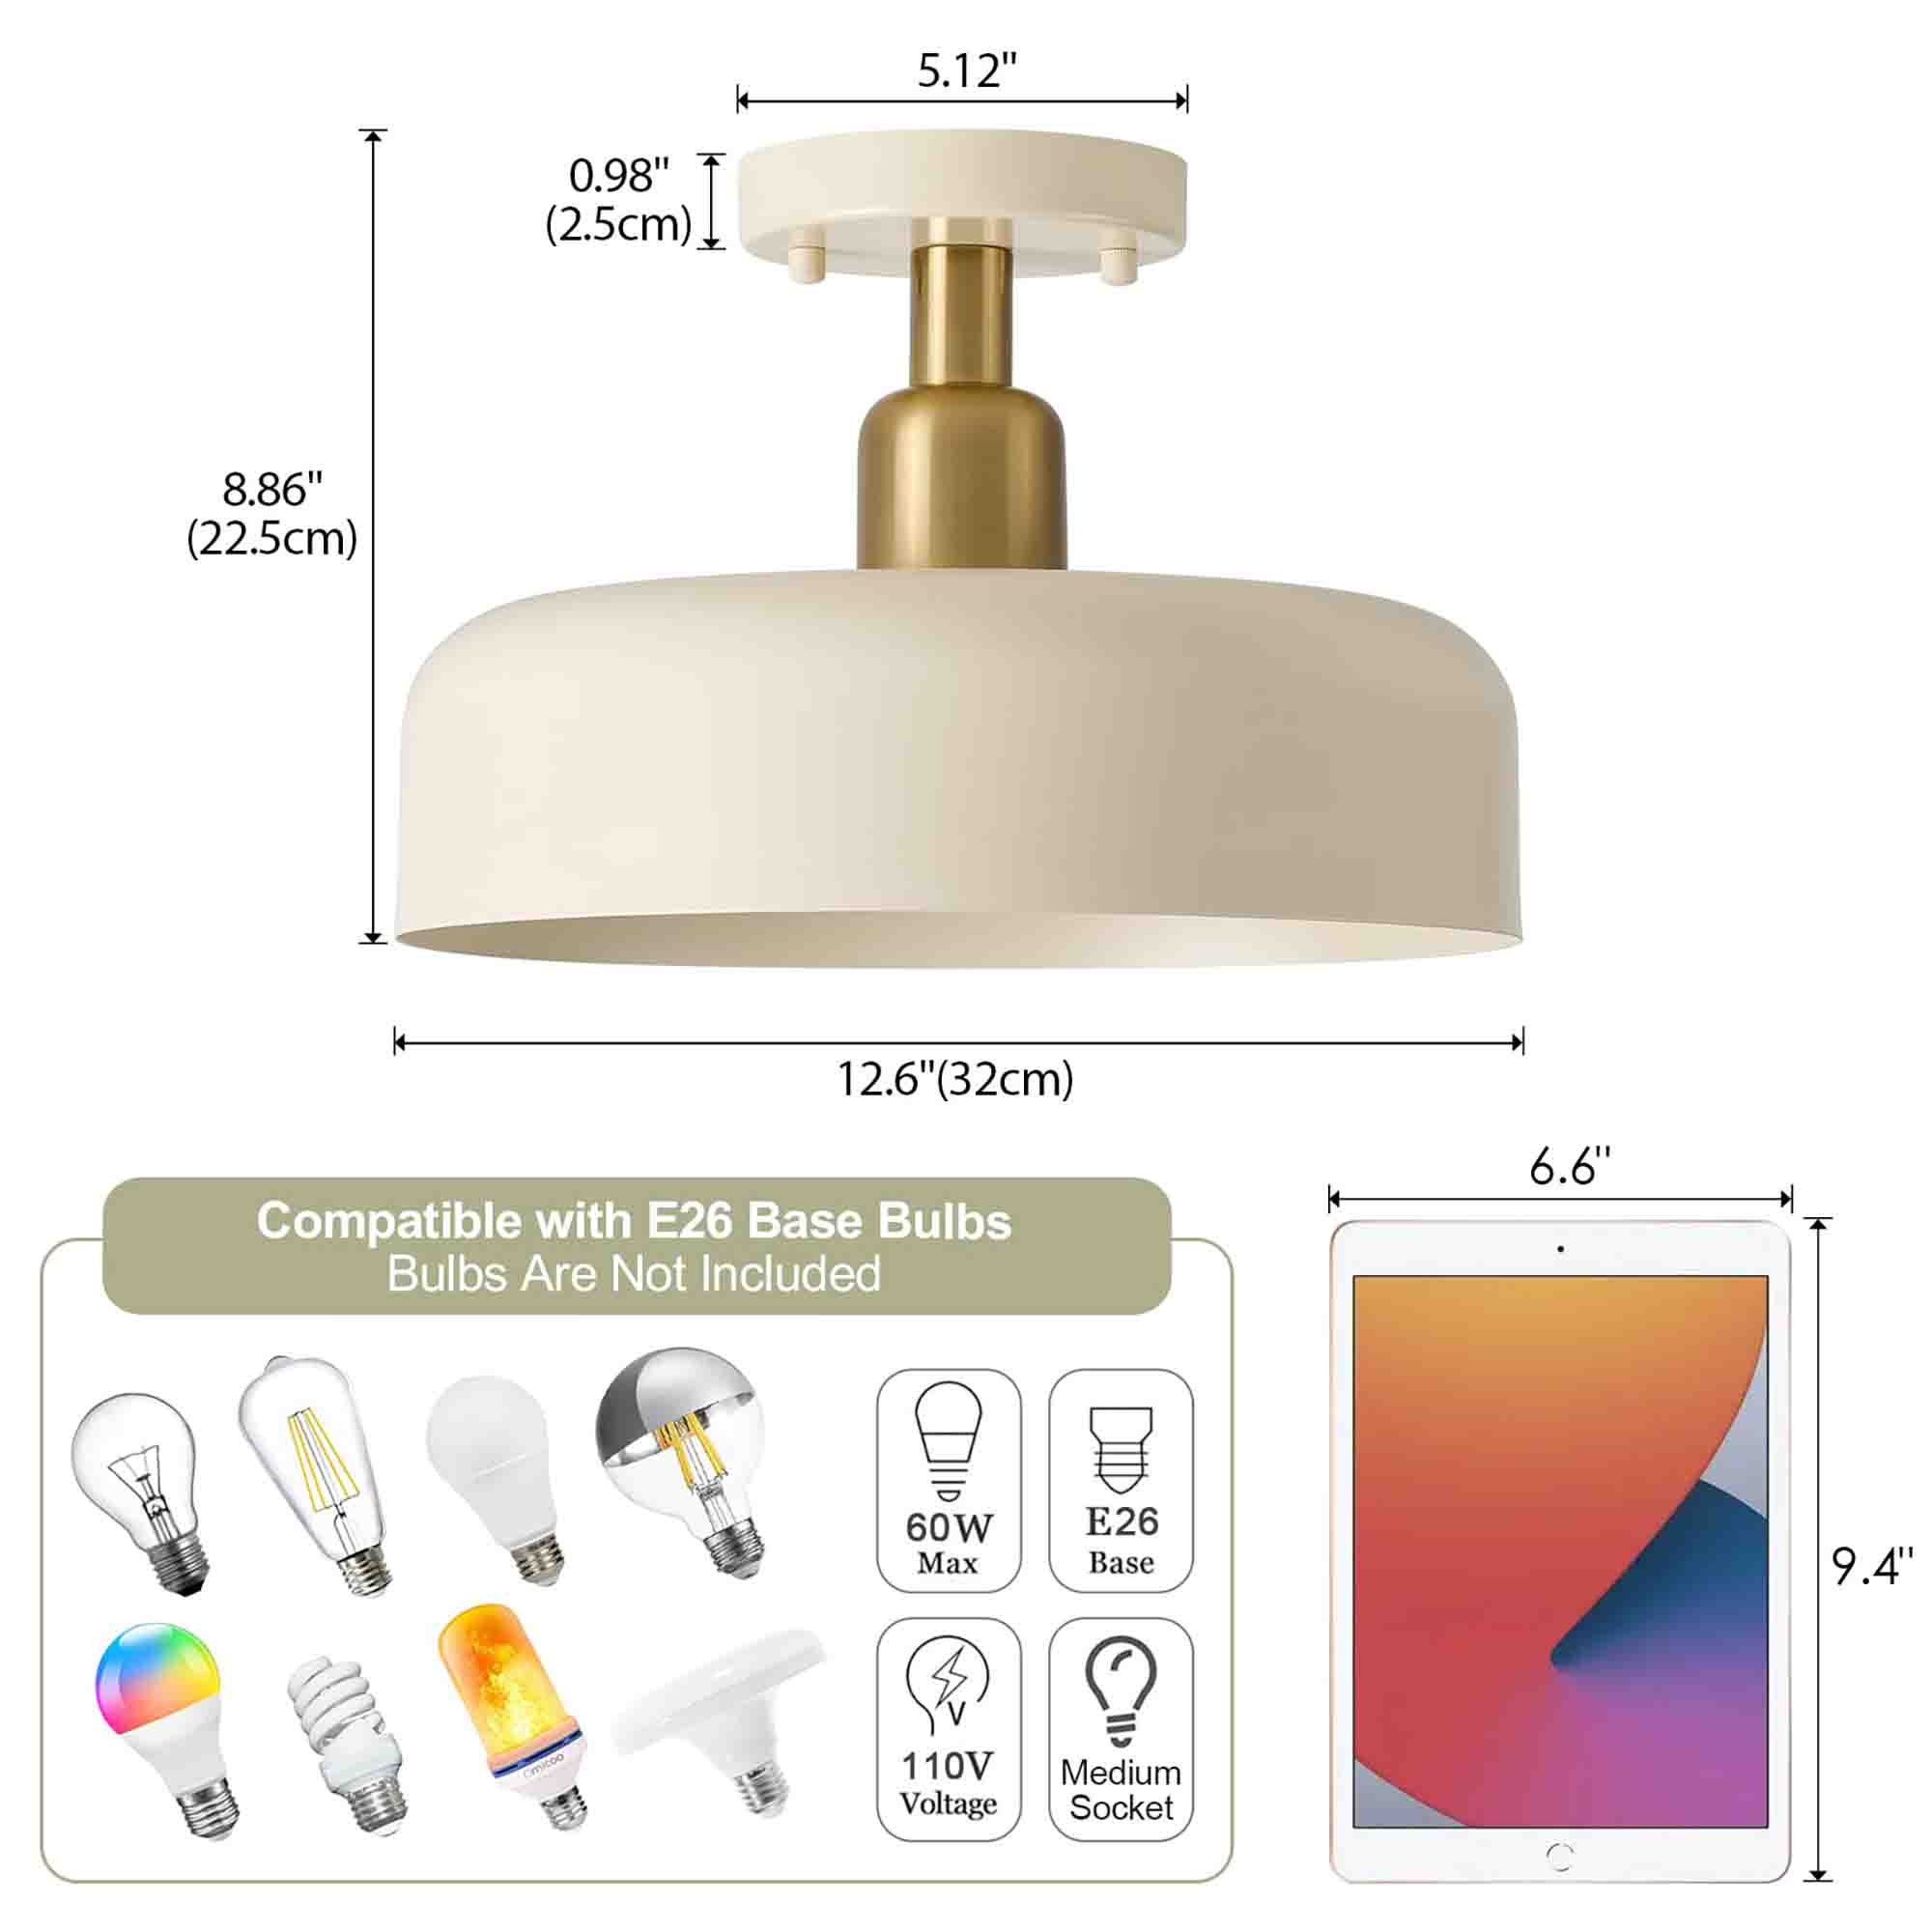 5.12"
0.98"
(2.5cm)
8.86"
(22.5cm)
12.6"(32cm)
Compatible with E26 Base Bulbs
Bulbs Are Not Included
60W
Max
E26
Base
V
110V
Voltage
Medium
Socket
Omicoo
6.6"
9.4"